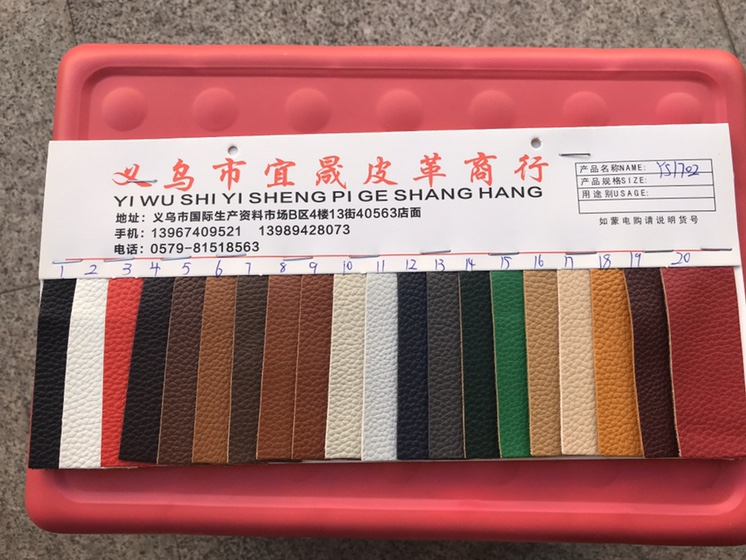 义乌市宜晟皮革商行
YI WU SHI YI SHENG PI GE SHANG HANG
地址：义乌市国际生产资料市场B区4楼13街40563店面
手机：13967409521 13989428073
电话：0579-81518563
产品名称NAME: YS1702
产品规格SIZE:
用途别USAGE:
如蒙电购请说明货号
1 2 3 4 5 6 7 8 9 10 11 12 13 14 15 16 17 18 19 20